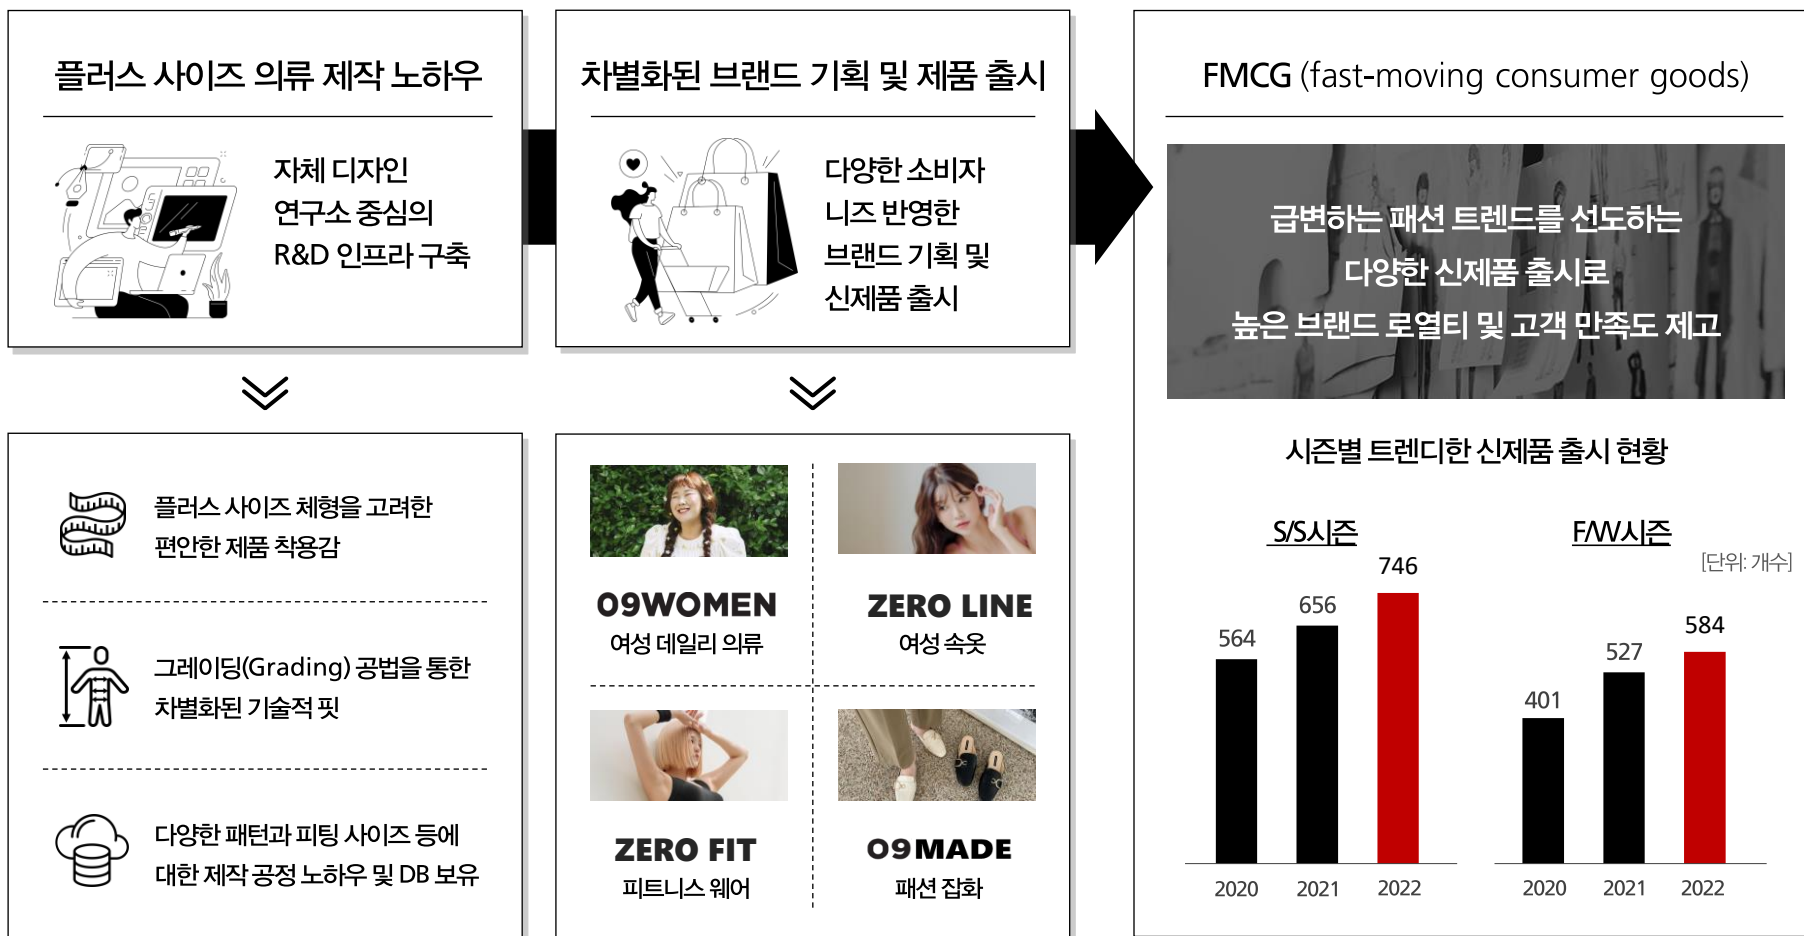 플러스 사이즈 의류 제작 노하우
자체 디자인
연구소 중심의
R&D 인프라 구축
플러스 사이즈 체형을 고려한
편안한 제품 착용감
그레이딩(Grading) 공법을 통한
차별화된 기술적 핏
다양한 패턴과 피팅 사이즈 등에
대한 제작 공정 노하우 및 DB 보유
차별화된 브랜드 기획 및 제품 출시
다양한 소비자
니즈 반영한
브랜드 기획 및
신제품 출시
09WOMEN
여성 데일리 의류
ZERO LINE
여성 속옷
ZERO FIT
피트니스 웨어
09MADE
패션 잡화
FMCG (fast-moving consumer goods)
급변하는 패션 트렌드를 선도하는
다양한 신제품 출시로
높은 브랜드 로열티 및 고객 만족도 제고
시즌별 트렌디한 신제품 출시 현황
S/S시즌
564
656
746
2020
2021
2022
F/W시즌
[단위: 개수]
401
527
584
2020
2021
2022